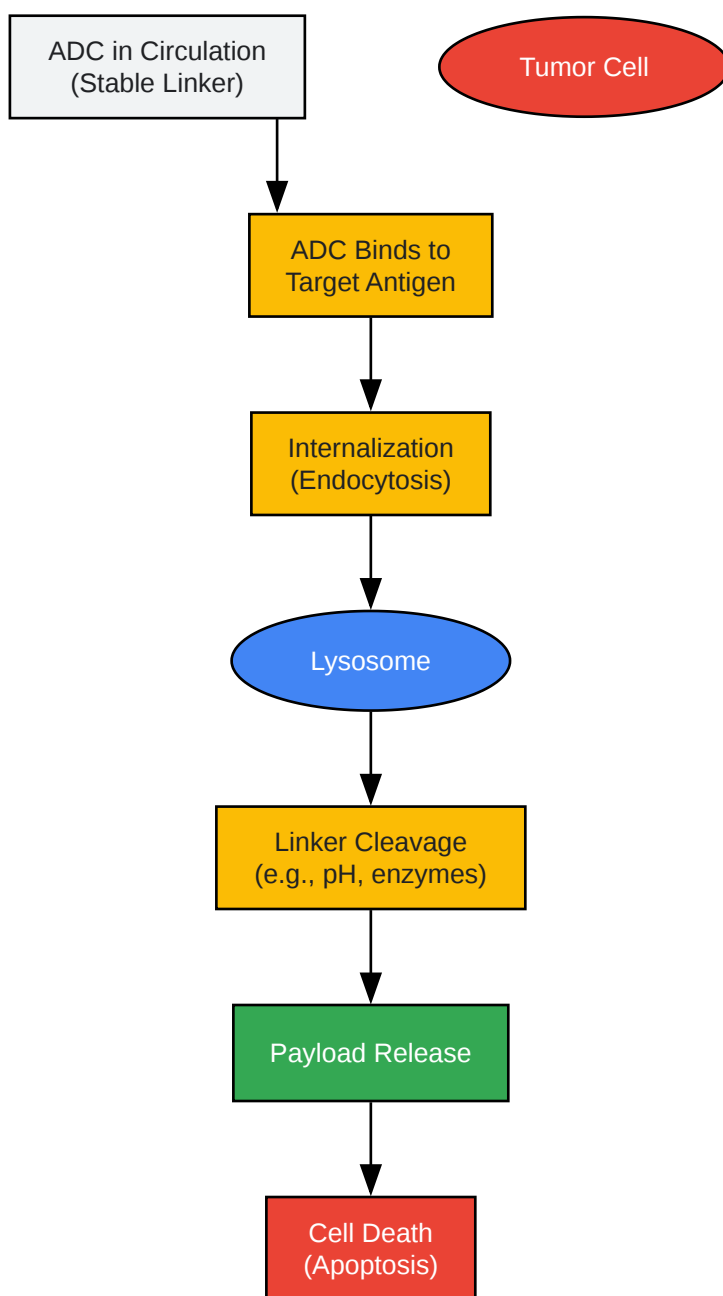 ADC in Circulation
(Stable Linker)
Tumor Cell
ADC Binds to
Target Antigen
Internalization
(Endocytosis)
Lysosome
Linker Cleavage
(e.g., pH, enzymes)
Payload Release
Cell Death
(Apoptosis)